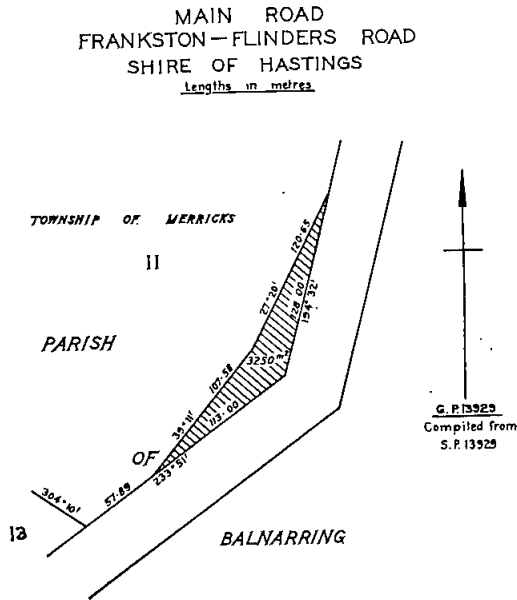 MAIN ROAD
FRANKSTON—FLINDERS ROAD
SHIRE OF HASTINGS
Lengths in metres
TOWNSHIP OF MERRICKS
11
120·65
27°20'
128·00
194°32'
PARISH
3250 m²
107·58
39°11'
113·00
233°51'
OF
G.P.13929
Compiled from
S.P.13929
57·89
304°10'
13
BALNARRING